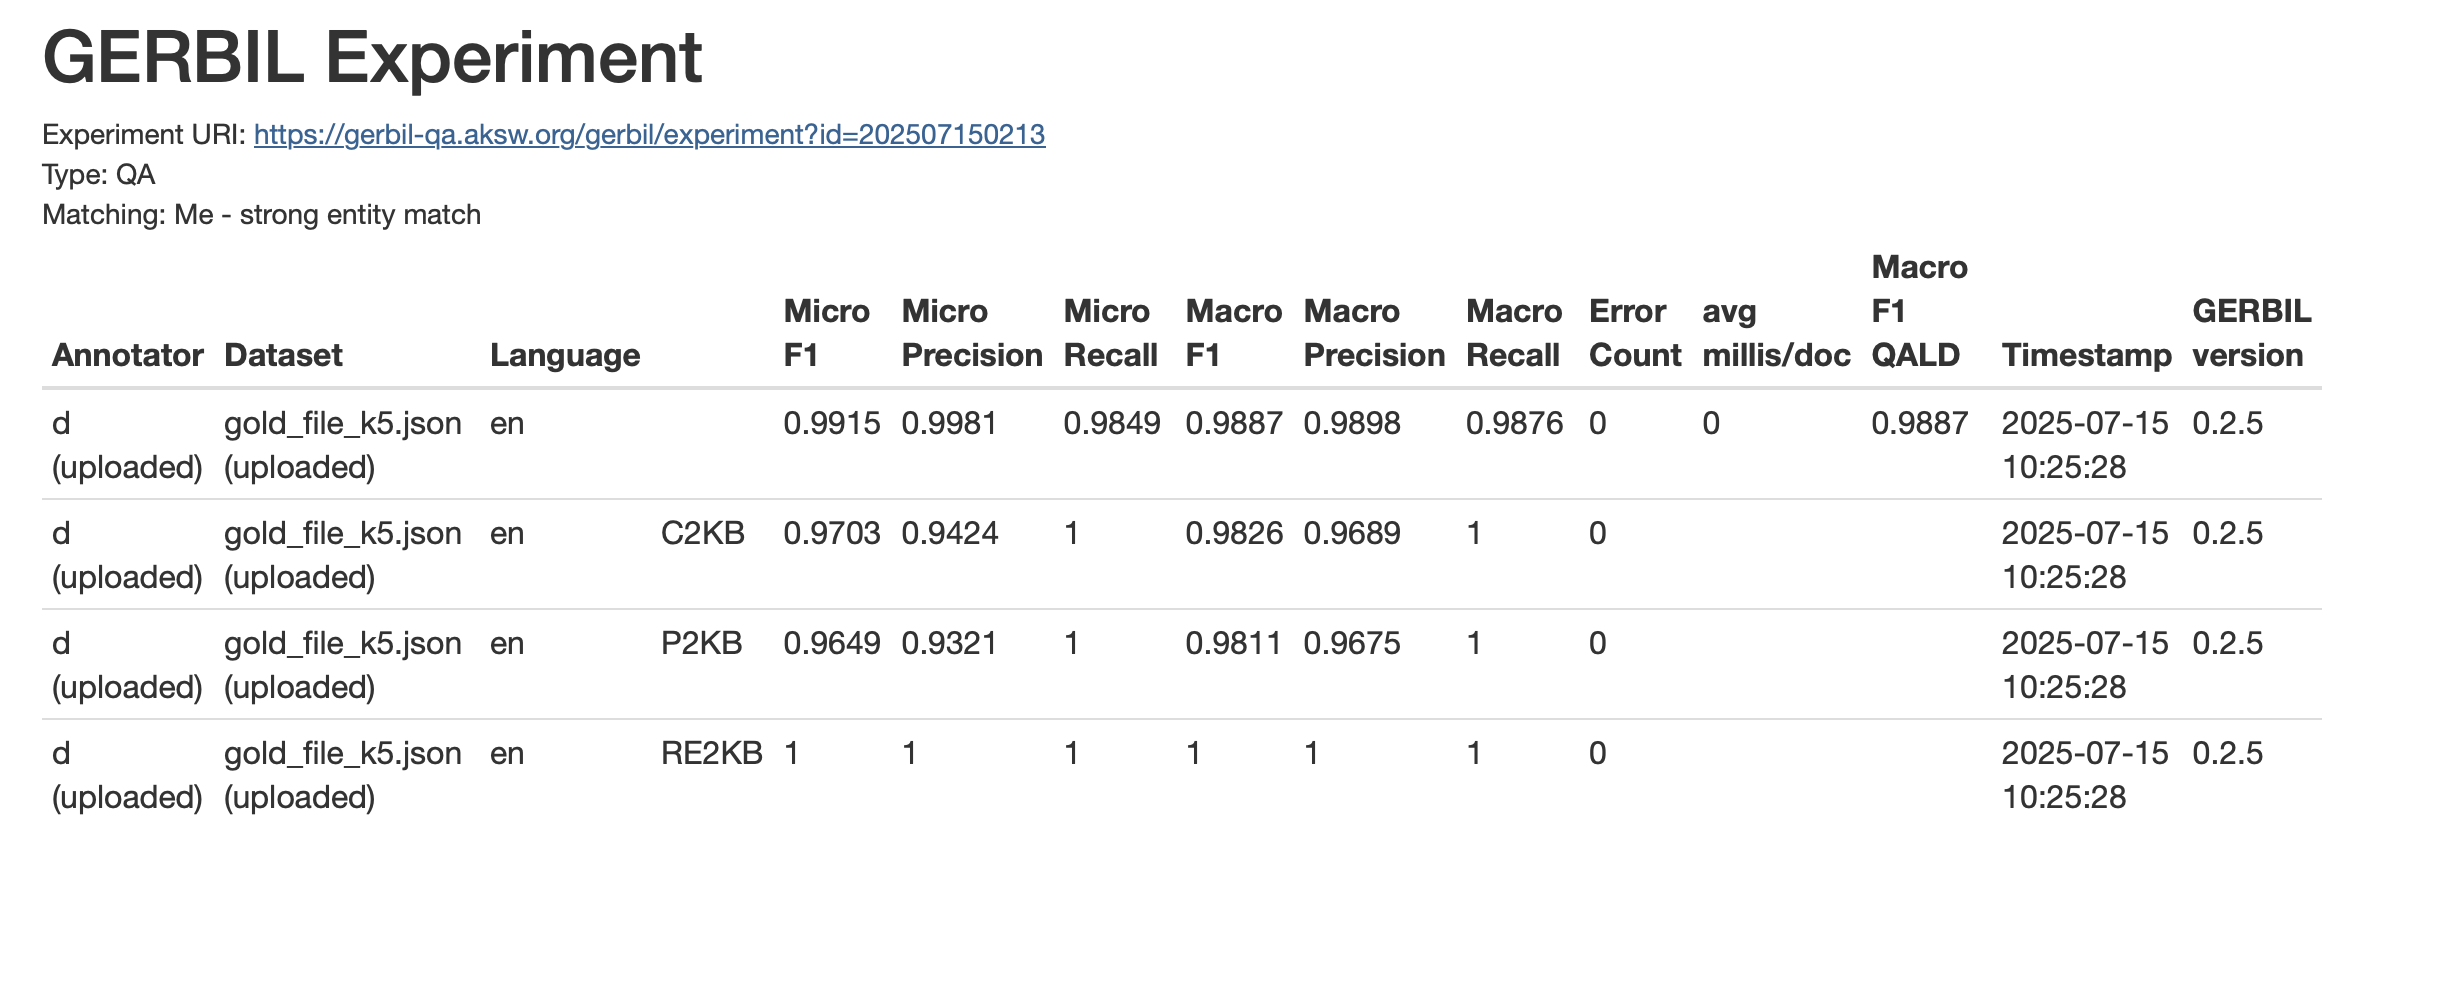 GERBIL Experiment
Experiment URI: https://gerbil-qa.aksw.org/gerbil/experiment?id=202507150213
Type: QA
Matching: Me - strong entity match
Annotator Dataset Language Micro F1 Micro Precision Micro Recall Macro F1 Macro Precision Macro Recall Error Count avg millis/doc Macro F1 QALD Timestamp GERBIL version
d (uploaded) gold_file_k5.json (uploaded) en 0.9915 0.9981 0.9849 0.9887 0.9898 0.9876 0 0 0.9887 2025-07-15 10:25:28 0.2.5
d (uploaded) gold_file_k5.json (uploaded) en C2KB 0.9703 0.9424 1 0.9826 0.9689 1 0 2025-07-15 10:25:28 0.2.5
d (uploaded) gold_file_k5.json (uploaded) en P2KB 0.9649 0.9321 1 0.9811 0.9675 1 0 2025-07-15 10:25:28 0.2.5
d (uploaded) gold_file_k5.json (uploaded) en RE2KB 1 1 1 1 1 1 0 2025-07-15 10:25:28 0.2.5